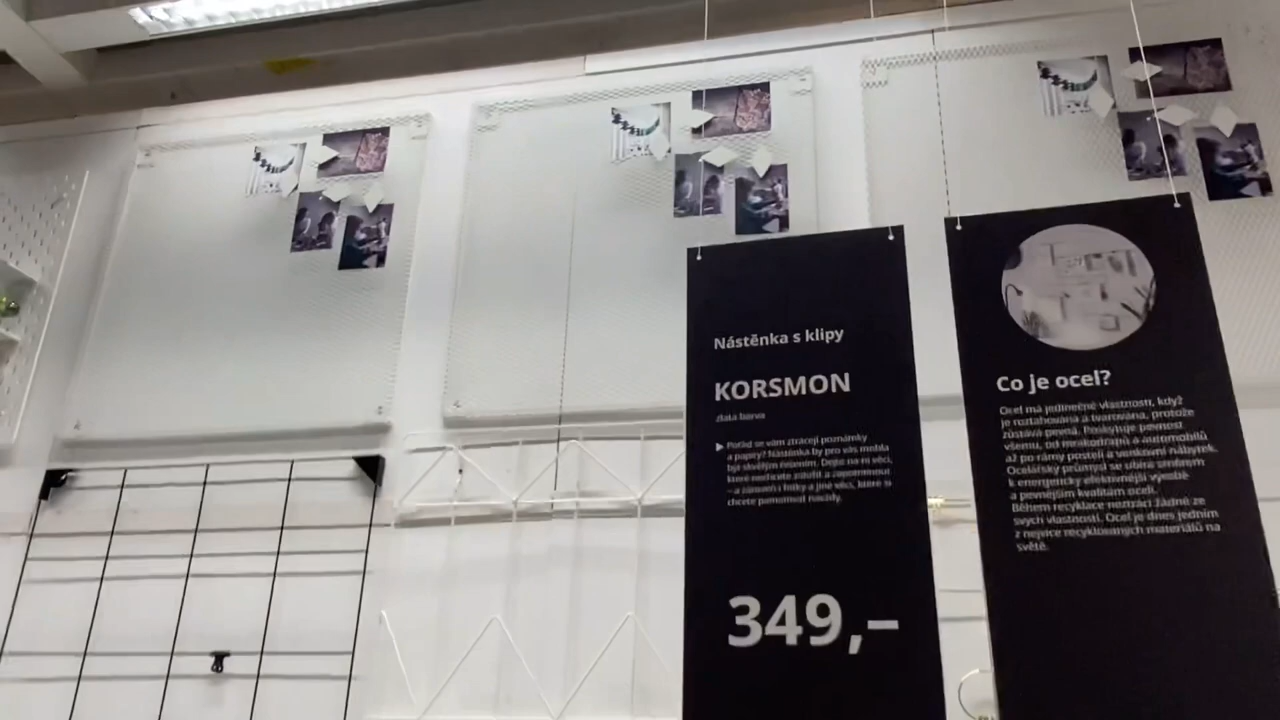 Nástěnka s klipy
KORSMON
zlatá barva
Pořád se vám ztrácejí poznámky
a papíry? Nástěnka by pro vás mohla
být skvělým řešením. Dejte na ni věci,
které nechcete ztratit a zapomenout
– a zároveň i fotky a jiné věci, které si
chcete pomocí nástěnky
349,–
Co je ocel?
Ocel má jedinečné vlastnosti, když
je roztahována a tvarována, protože
zůstává pevná. Poskytuje pevnost
všemu, od mrakodrapů a automobilů
až po rámy postelí a venkovní nábytek.
Ocelářský průmysl se ubírá směrem
k energeticky efektivnější výrobě
a pevnějším kvalitám oceli.
Během recyklace neztrácí žádné ze
svých vlastností. Ocel je dnes jedním
z nejvíce recyklovaných materiálů na
světě.